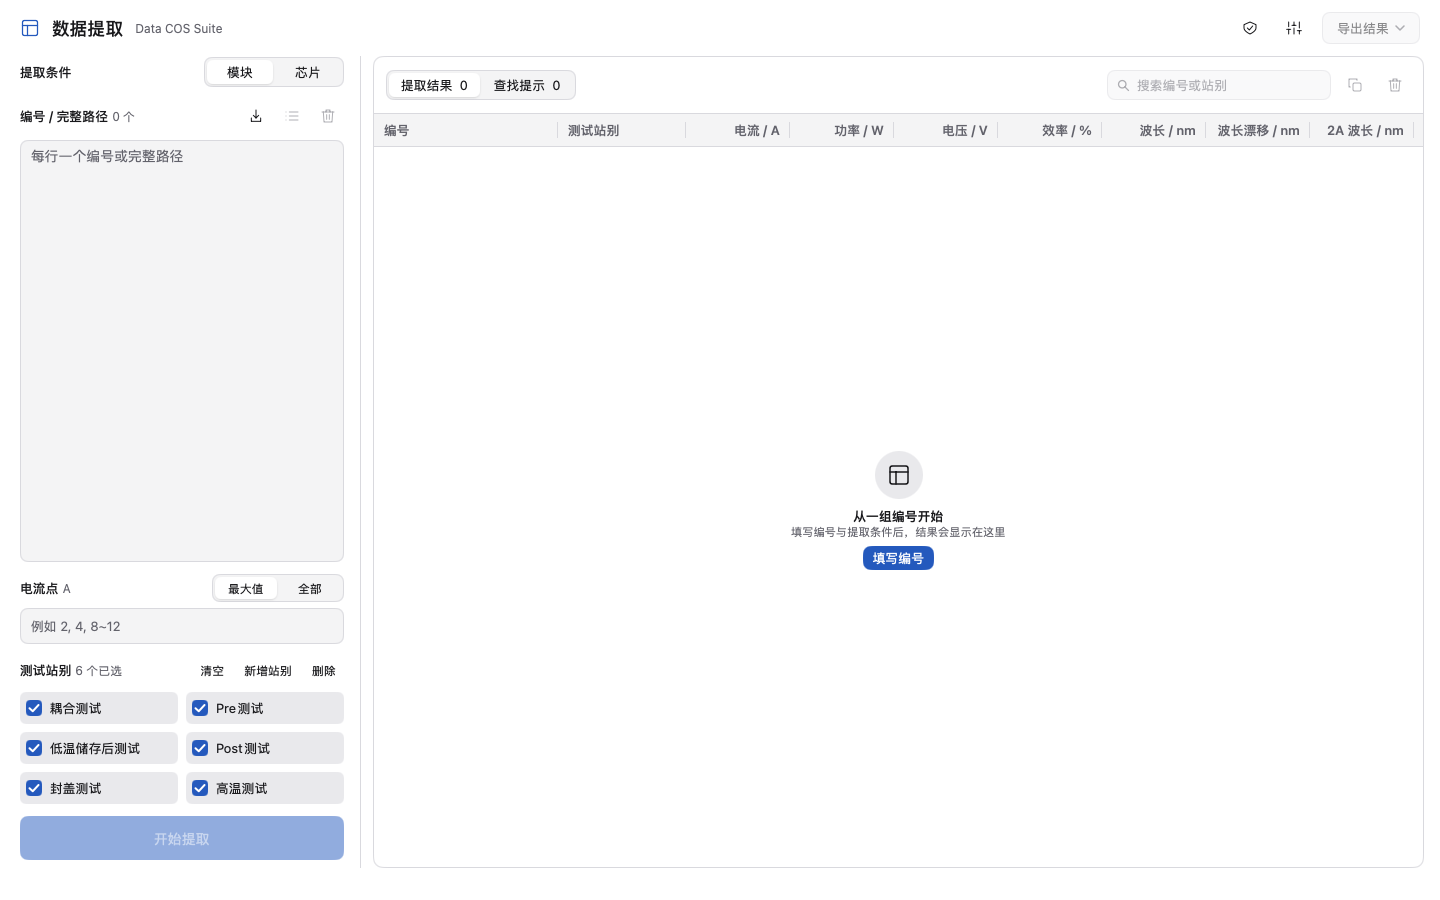 数据提取 Data COS Suite
导出结果
提取条件 模块 芯片
编号 / 完整路径 0 个
每行一个编号或完整路径
电流点 A 最大值 全部
例如 2, 4, 8~12
测试站别 6 个已选 清空 新增站别 删除
耦合测试 Pre测试
低温储存后测试 Post测试
封盖测试 高温测试
开始提取
提取结果 0 查找提示 0 搜索编号或站别
编号 测试站别 电流 / A 功率 / W 电压 / V 效率 / % 波长 / nm 波长漂移 / nm 2A 波长 / nm
从一组编号开始
填写编号与提取条件后，结果会显示在这里
填写编号